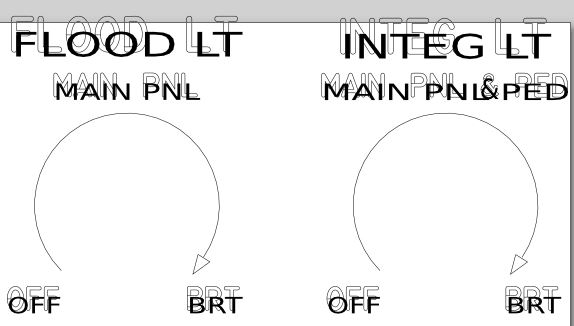 FLOOD LT
MAIN PNL
OFF
BRT
INTEG LT
MAIN PNL & PED
OFF
BRT